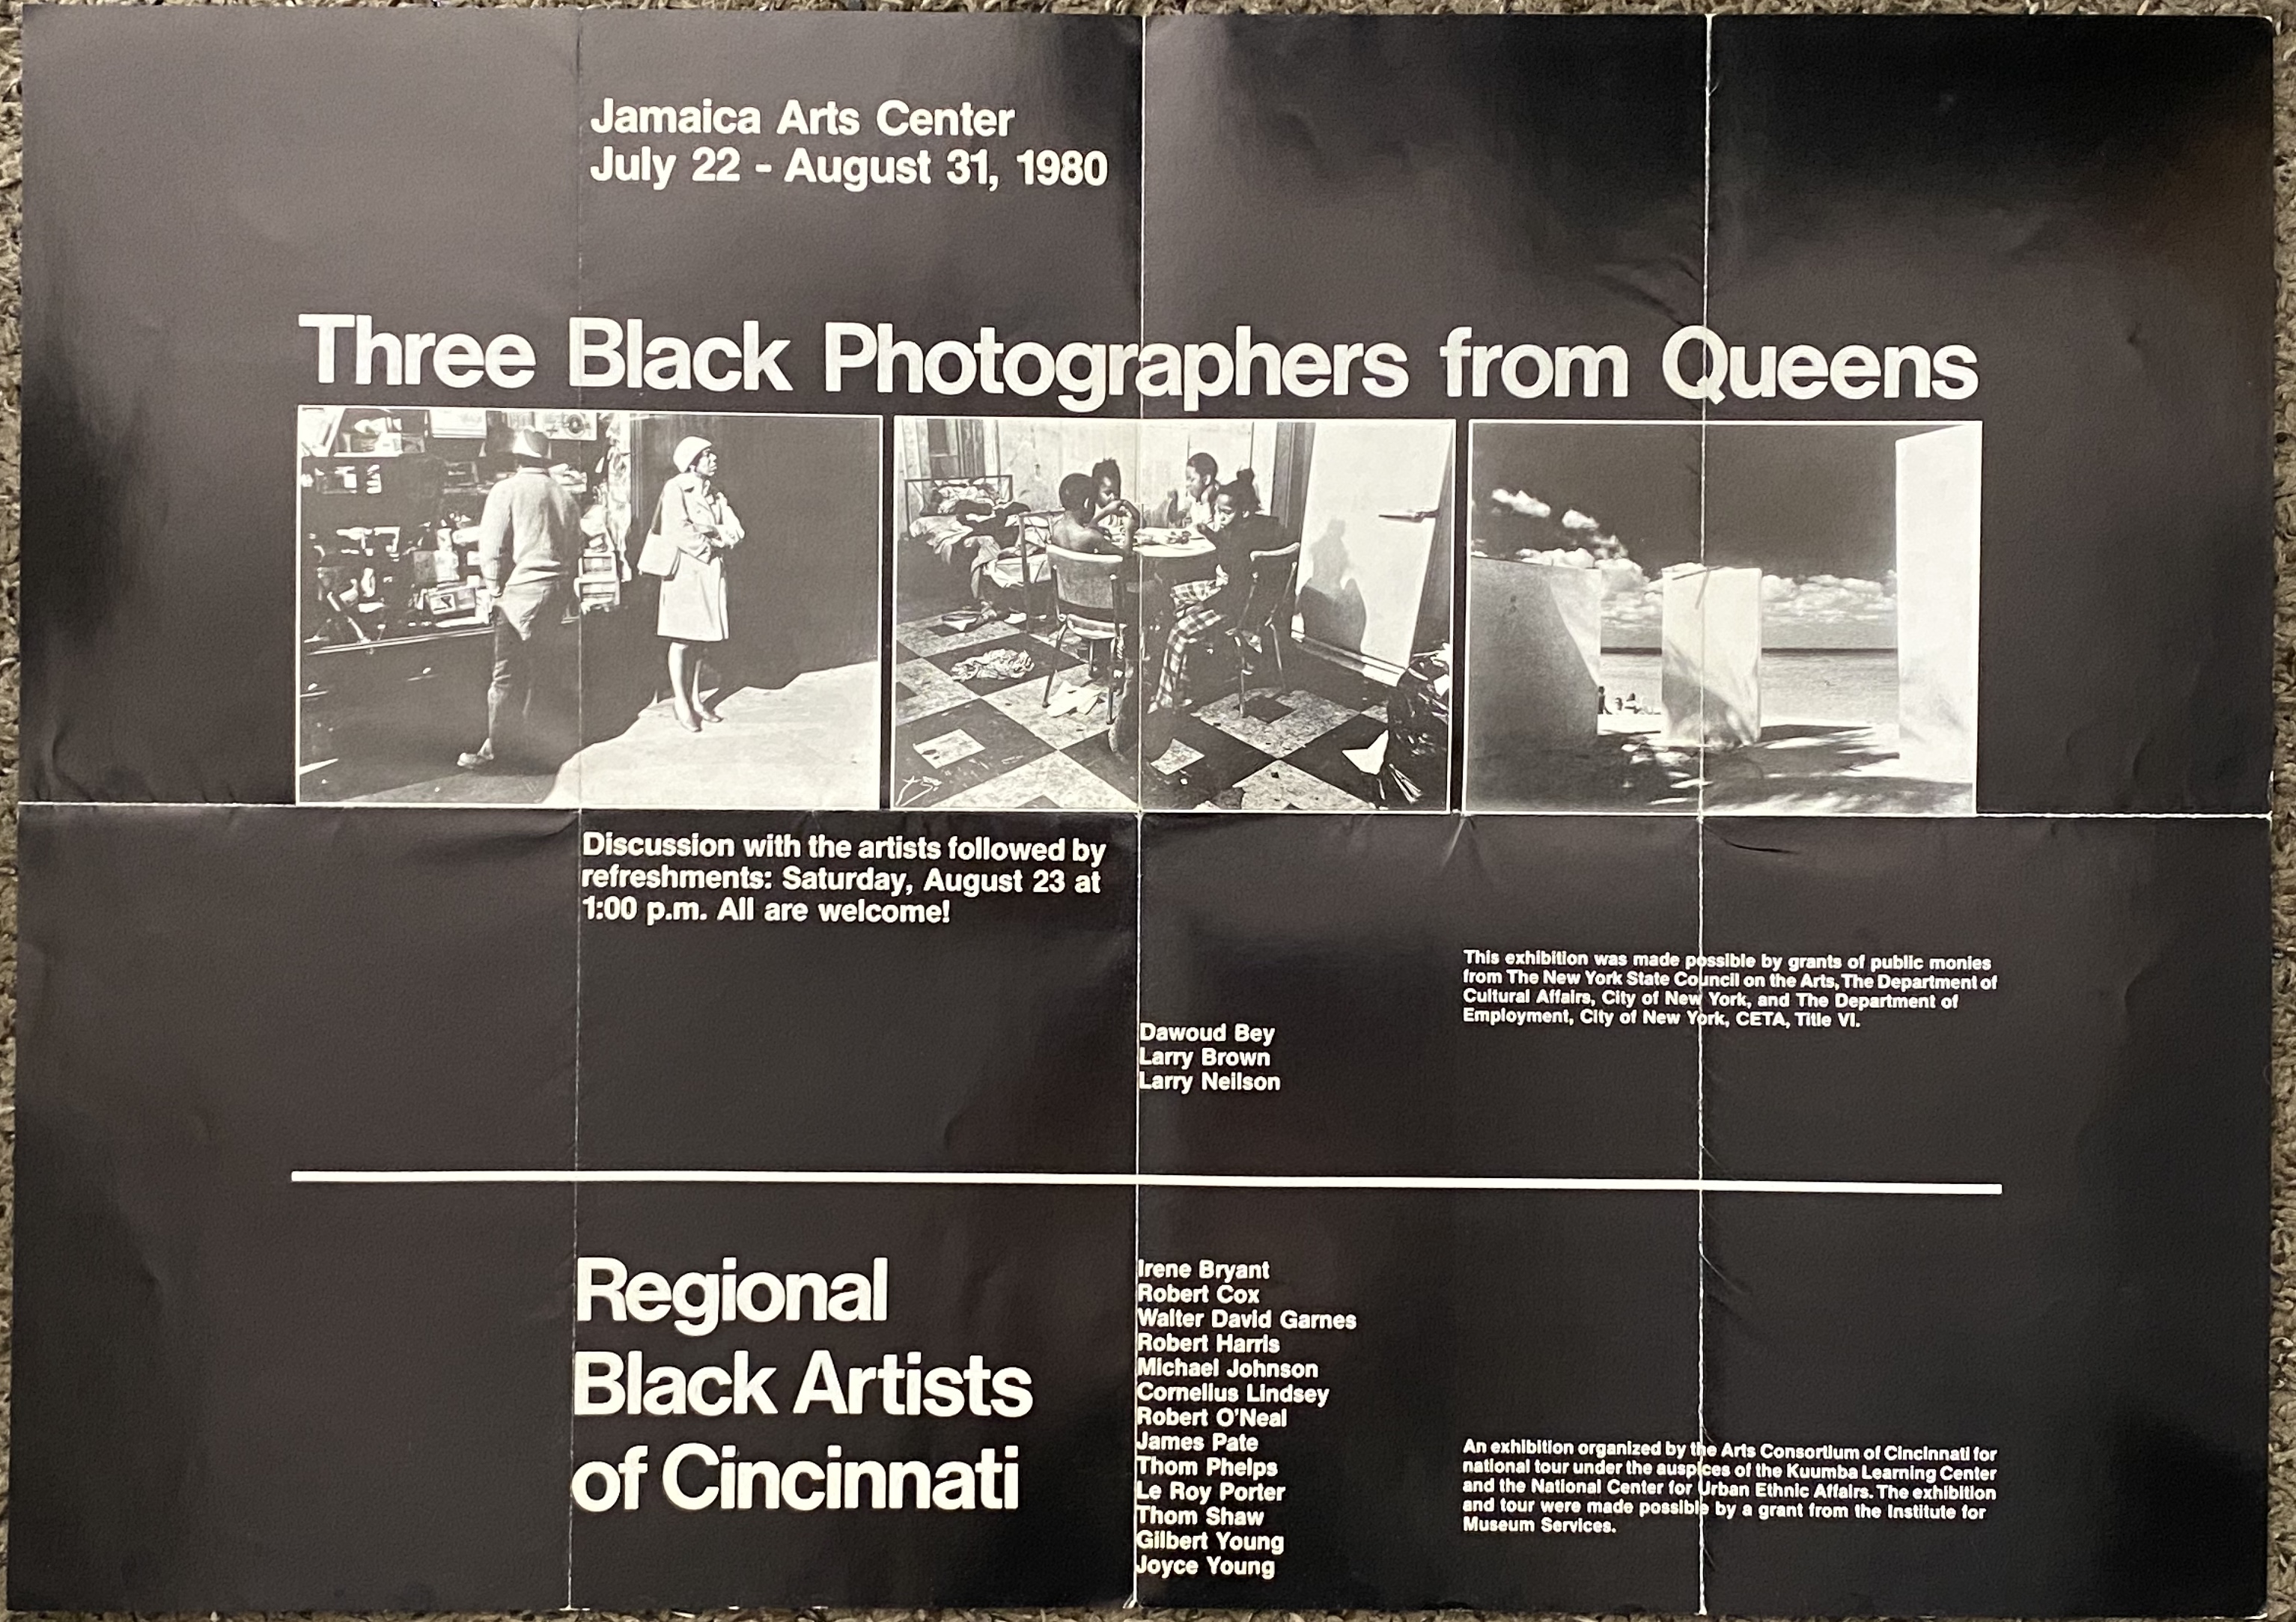 Jamaica Arts Center
July 22 - August 31, 1980
Three Black Photographers from Queens
Discussion with the artists followed by
refreshments: Saturday, August 23 at
1:00 p.m. All are welcome!
This exhibition was made possible by grants of public monies
from The New York State Council on the Arts, The Department of
Cultural Affairs, City of New York, and The Department of
Employment, City of New York, CETA, Title VI.
Dawoud Bey
Larry Brown
Larry Neilson
Regional
Black Artists
of Cincinnati
Irene Bryant
Robert Cox
Walter David Garnes
Robert Harris
Michael Johnson
Cornelius Lindsey
Robert O'Neal
James Pate
Thom Phelps
Le Roy Porter
Thom Shaw
Gilbert Young
Joyce Young
An exhibition organized by the Arts Consortium of Cincinnati for
national tour under the auspices of the Kuumba Learning Center
and the National Center for Urban Ethnic Affairs. The exhibition
and tour were made possible by a grant from the Institute for
Museum Services.